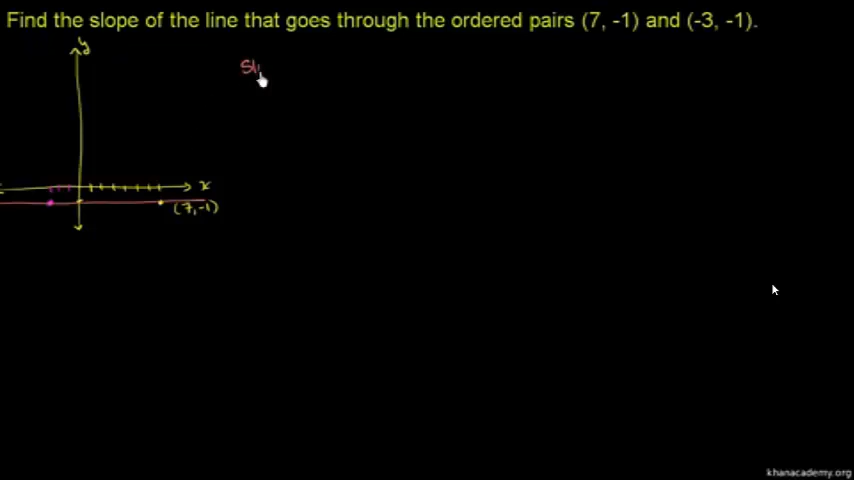 Find the slope of the line that goes through the ordered pairs (7, -1) and (-3, -1).
y
Sl
x
(7,-1)
khanacademy.org